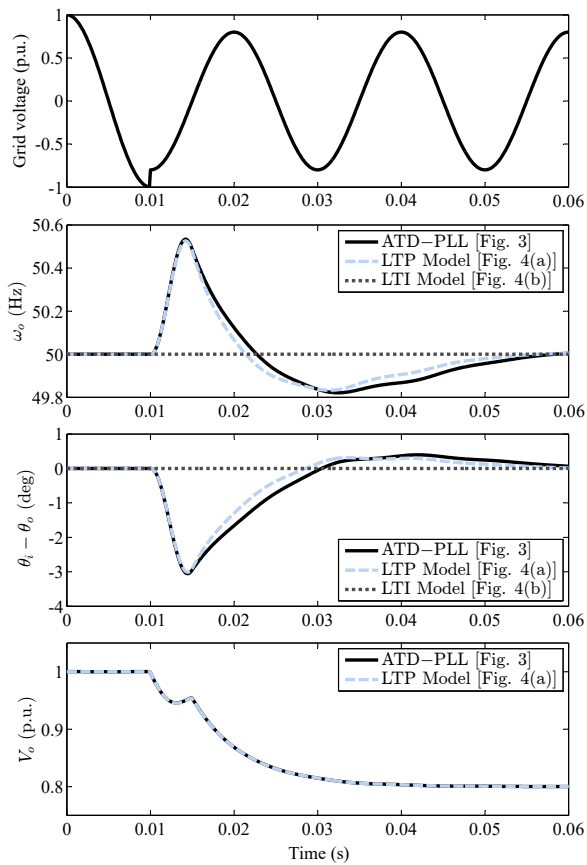 1
0.5
0
-0.5
-1
Grid voltage (p.u.)
0 0.01 0.02 0.03 0.04 0.05 0.06
50.6
50.4
50.2
50
49.8
ω_o (Hz)
ATD−PLL [Fig. 3]
LTP Model [Fig. 4(a)]
LTI Model [Fig. 4(b)]
0 0.01 0.02 0.03 0.04 0.05 0.06
1
0
-1
-2
-3
-4
θ_i − θ_o (deg)
ATD−PLL [Fig. 3]
LTP Model [Fig. 4(a)]
LTI Model [Fig. 4(b)]
0 0.01 0.02 0.03 0.04 0.05 0.06
1
0.9
0.8
V_o (p.u.)
ATD−PLL [Fig. 3]
LTP Model [Fig. 4(a)]
0 0.01 0.02 0.03 0.04 0.05 0.06
Time (s)